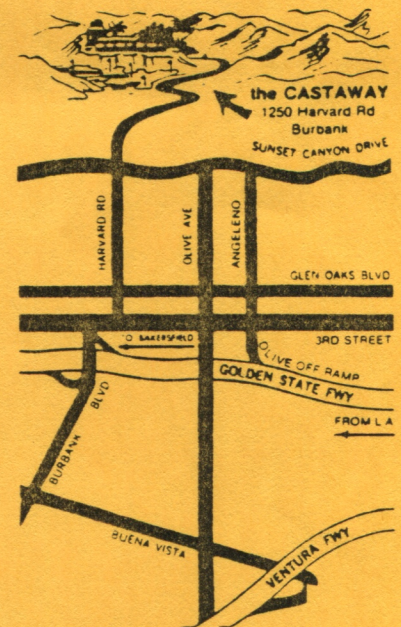 the CASTAWAY
1250 Harvard Rd
Burbank
SUNSET CANYON DRIVE
HARVARD RD
OLIVE AVE
ANGELENO
GLEN OAKS BLVD
TO BAKERSFIELD
3RD STREET
OLIVE OFF RAMP
GOLDEN STATE FWY
FROM L A
BURBANK BLVD
BUENA VISTA
VENTURA FWY